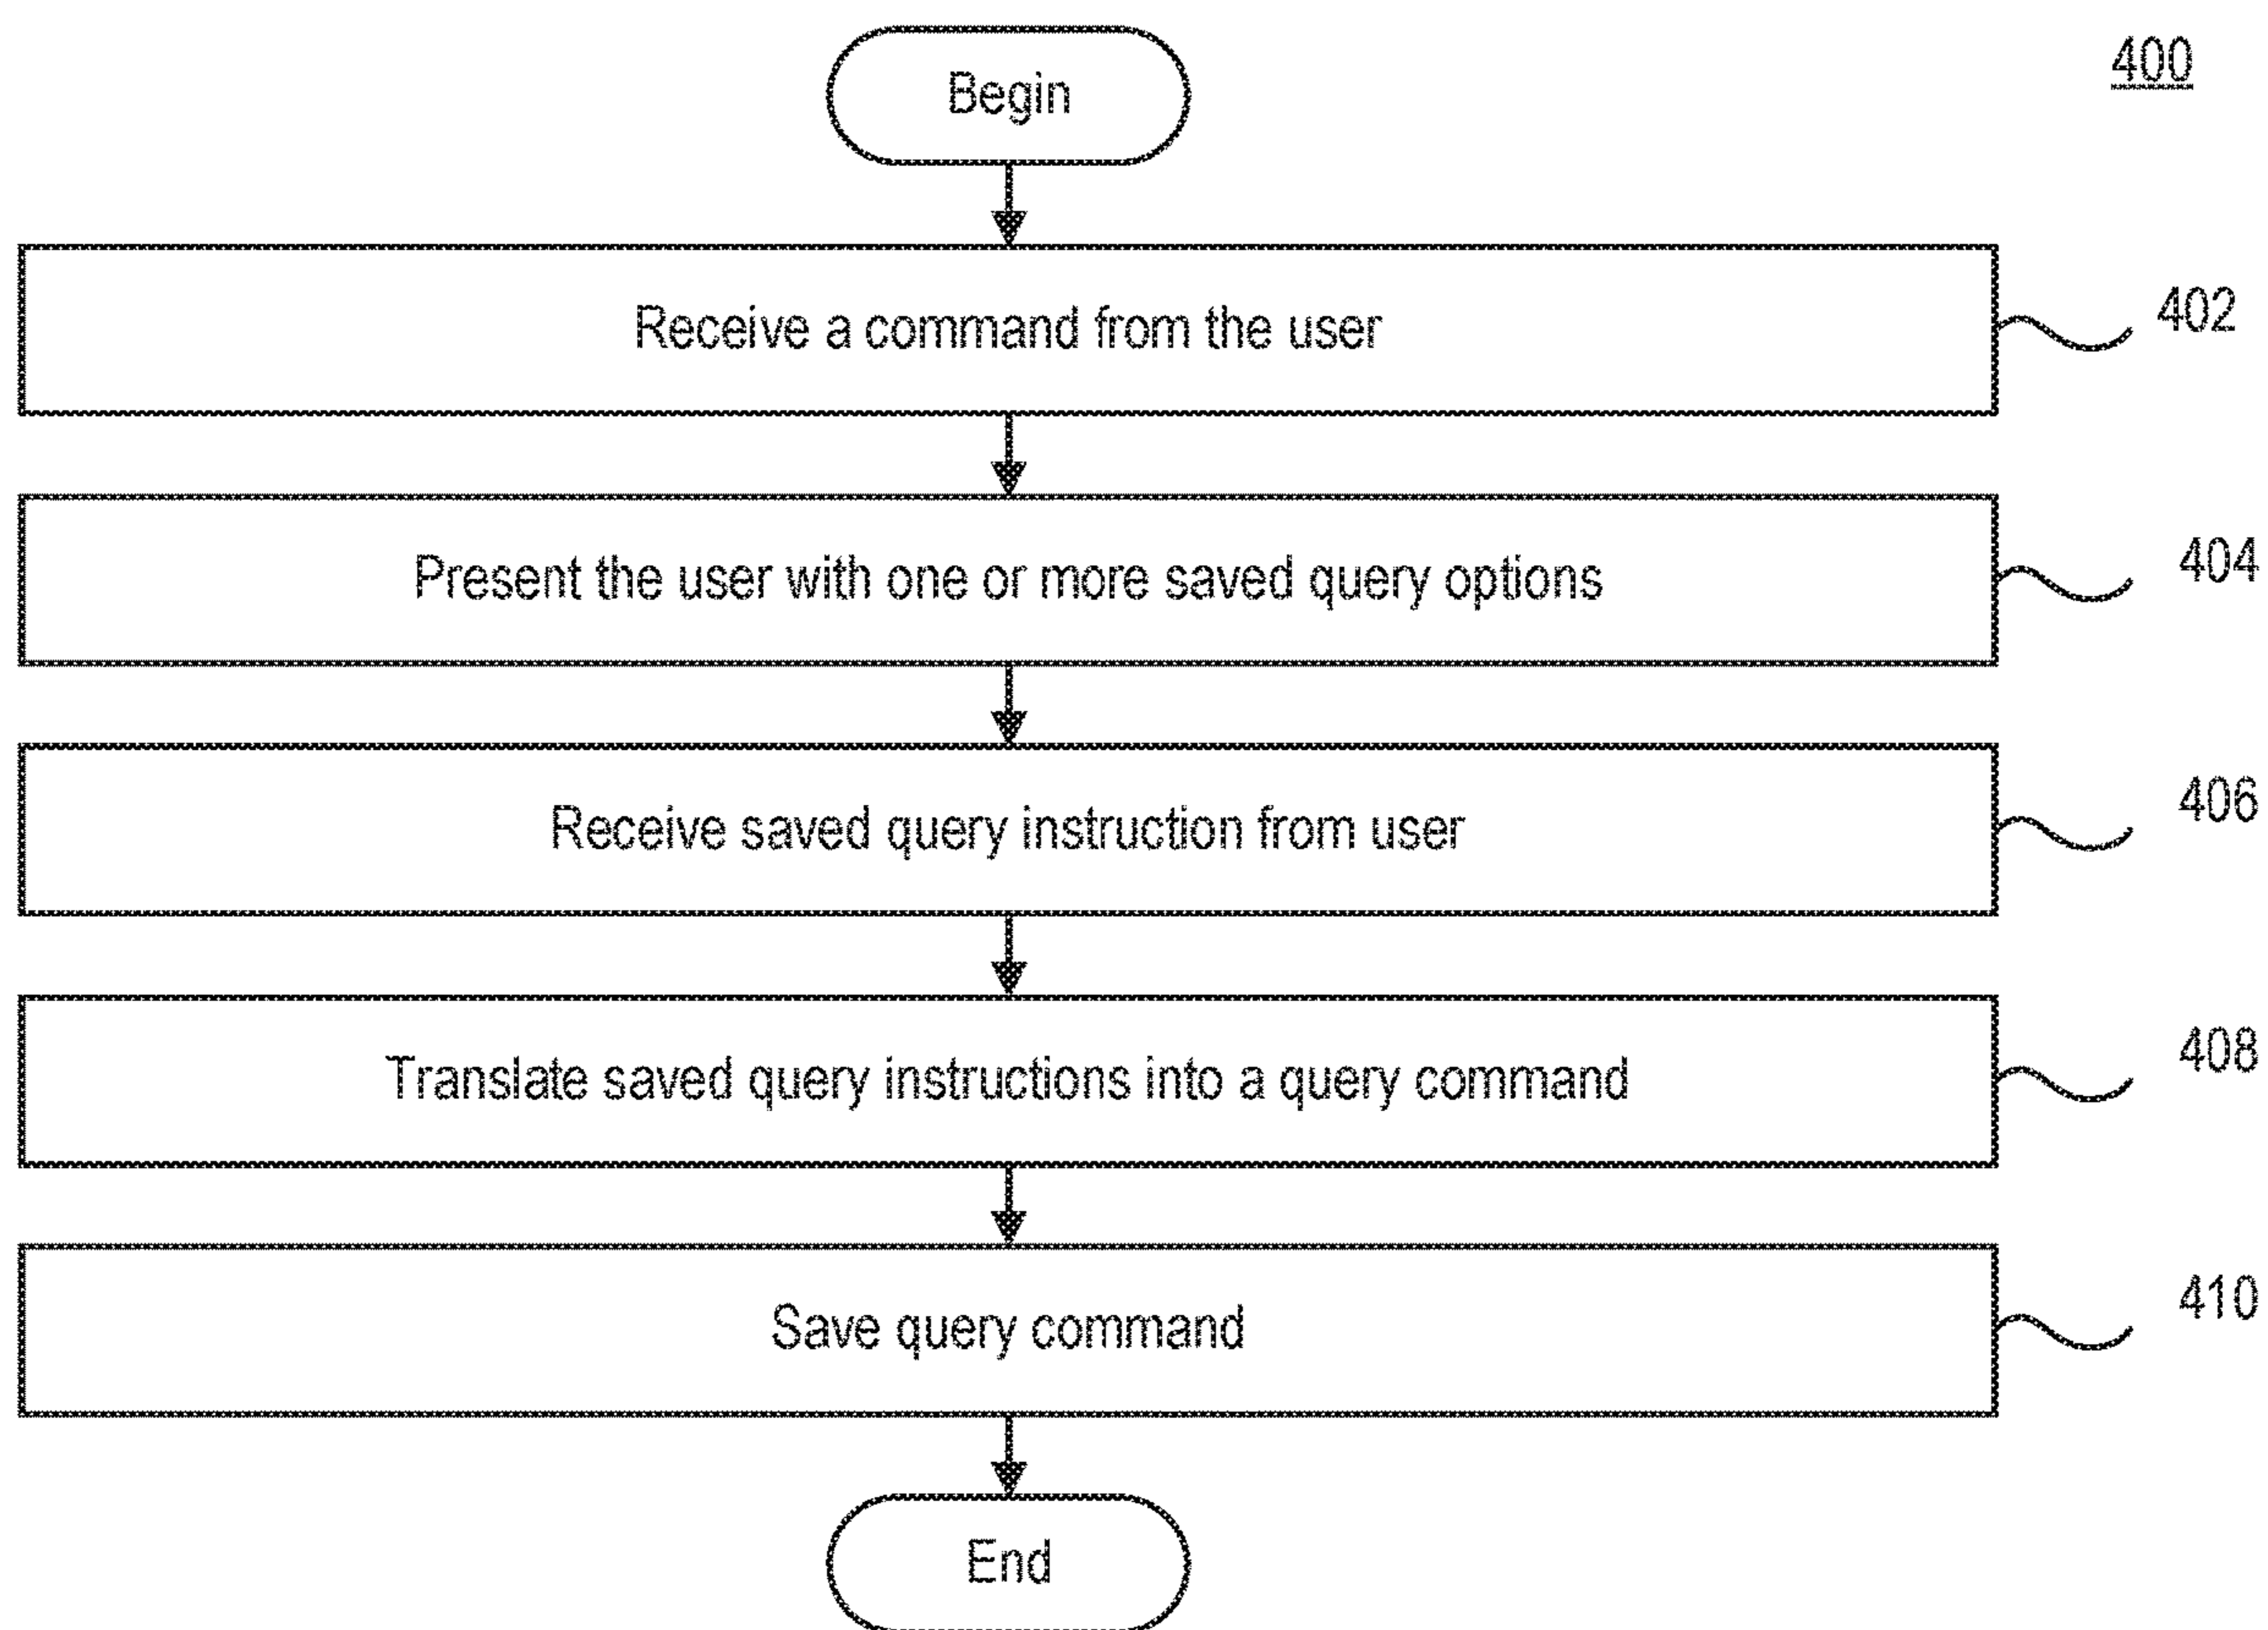 Begin
400
Receive a command from the user
402
Present the user with one or more saved query options
404
Receive saved query instruction from user
406
Translate saved query instructions into a query command
408
Save query command
410
End